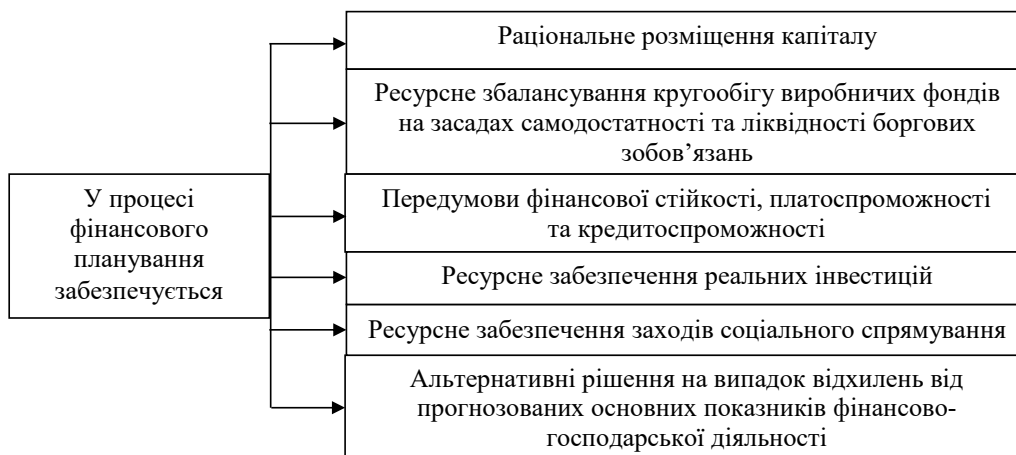 У процесі
фінансового
планування
забезпечується
Раціональне розміщення капіталу
Ресурсне збалансування кругообігу виробничих фондів
на засадах самодостатності та ліквідності боргових
зобов’язань
Передумови фінансової стійкості, платоспроможності
та кредитоспроможності
Ресурсне забезпечення реальних інвестицій
Ресурсне забезпечення заходів соціального спрямування
Альтернативні рішення на випадок відхилень від
прогнозованих основних показників фінансово-
господарської діяльності